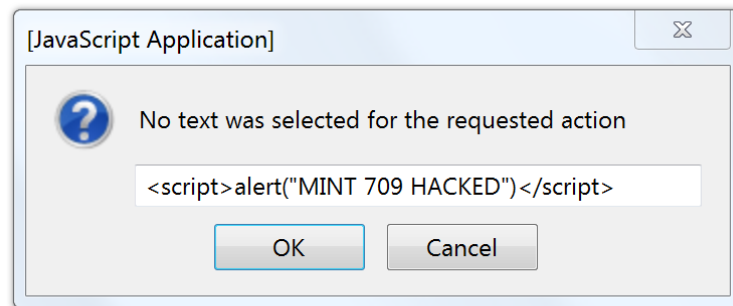 [JavaScript Application]
No text was selected for the requested action
<script>alert("MINT 709 HACKED")</script>
OK Cancel